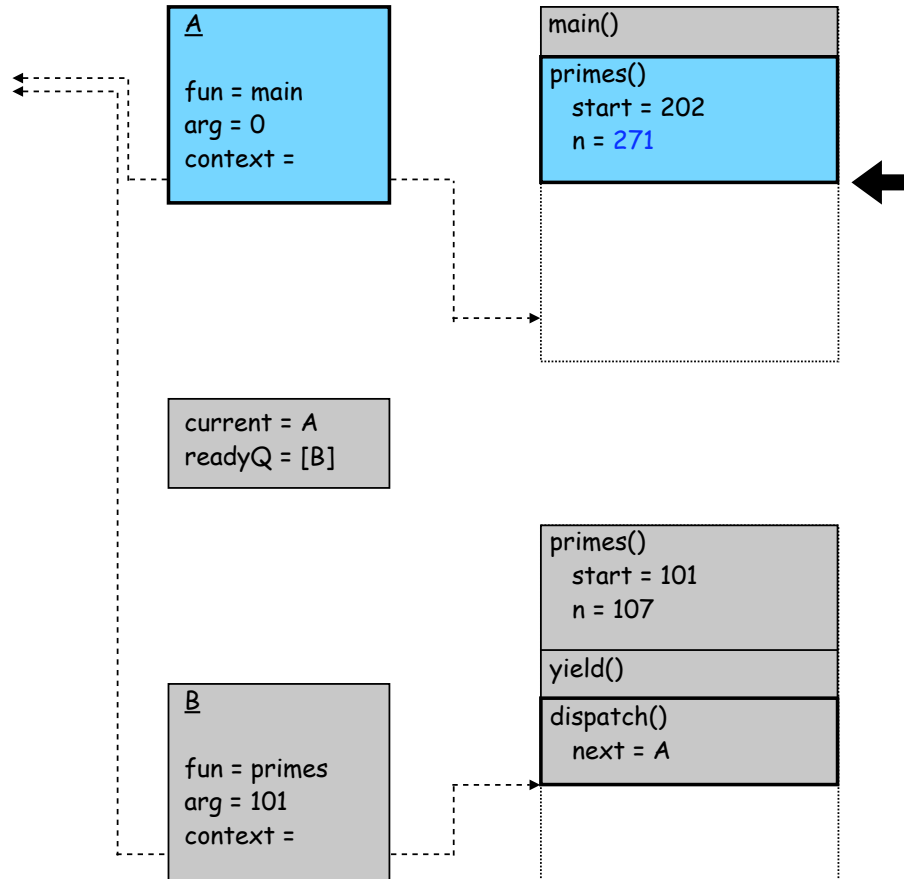 A
fun = main
arg = 0
context =
main()
primes()
start = 202
n = 271
current = A
readyQ = [B]
primes()
start = 101
n = 107
yield()
dispatch()
next = A
B
fun = primes
arg = 101
context =